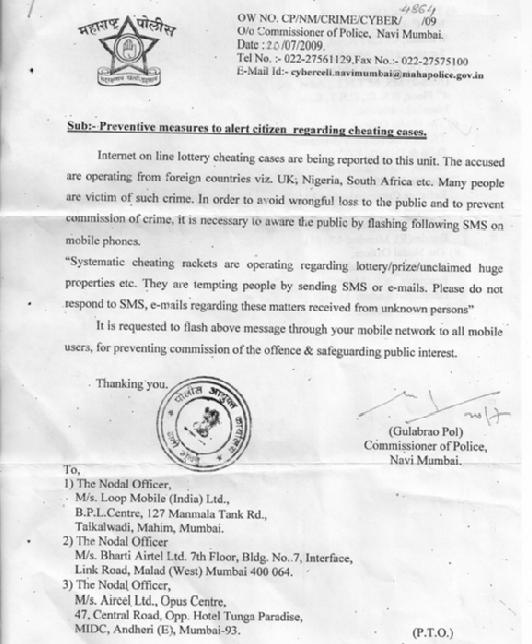 महाराष्ट्र पोलीस
4864
OW NO. CP/NM/CRIME/CYBER/ /09
O/o Commissioner of Police, Navi Mumbai.
Date :20/07/2009.
Tel No. :- 022-27561129,Fax No.:- 022-27575100
E-Mail Id:- cybercell.navimumbai@mahapolice.gov.in
Sub:- Preventive measures to alert citizen regarding cheating cases.
Internet on line lottery cheating cases are being reported to this unit. The accused
are operating from foreign countries viz. UK, Nigeria, South Africa etc. Many people
are victim of such crime. In order to avoid wrongful loss to the public and to prevent
commission of crime, it is necessary to aware the public by flashing following SMS on
mobile phones.
“Systematic cheating rackets are operating regarding lottery/prize/unclaimed huge
properties etc. They are tempting people by sending SMS or e-mails. Please do not
respond to SMS, e-mails regarding these matters received from unknown persons”
It is requested to flash above message through your mobile network to all mobile
users, for preventing commission of the offence & safeguarding public interest.
Thanking you.
पोलीस आयुक्त कार्यालय
(Gulabrao Pol)
Commissioner of Police,
Navi Mumbai.
To,
1) The Nodal Officer,
M/s. Loop Mobile (India) Ltd.,
B.P.L.Centre, 127 Manmala Tank Rd.,
Taikalwadi, Mahim, Mumbai.
2) The Nodal Officer
M/s. Bharti Airtel Ltd. 7th Floor, Bldg. No..7, Interface,
Link Road, Malad (West) Mumbai 400 064.
3) The Nodal Officer,
M/s. Aircel Ltd., Opus Centre,
47, Central Road, Opp. Hotel Tunga Paradise,
MIDC, Andheri (E), Mumbai-93.
(P.T.O.)